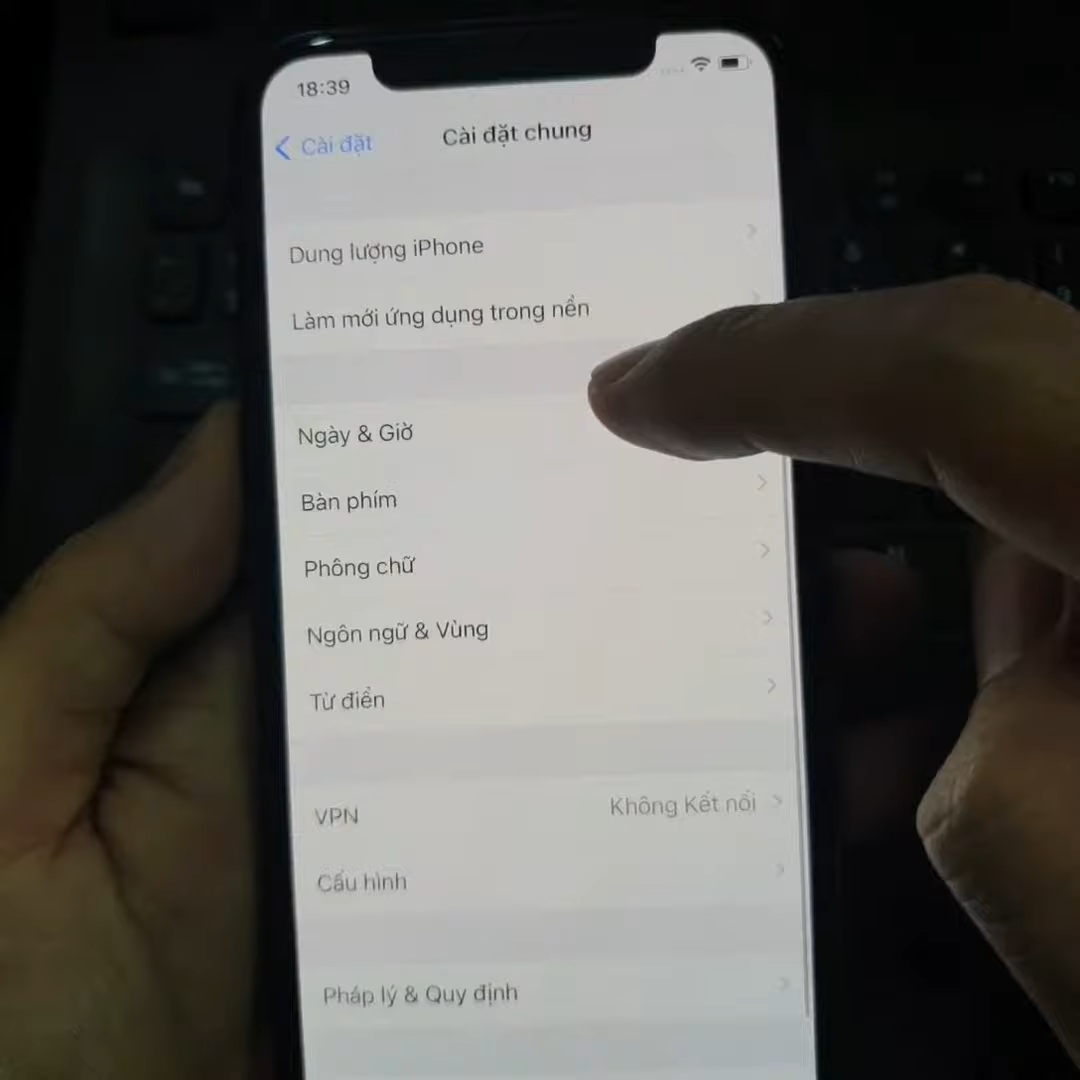 18:39
Cài đặt
Cài đặt chung
Dung lượng iPhone
Làm mới ứng dụng trong nền
Ngày & Giờ
Bàn phím
Phông chữ
Ngôn ngữ & Vùng
Từ điển
VPN
Không Kết nối
Cấu hình
Pháp lý & Quy định